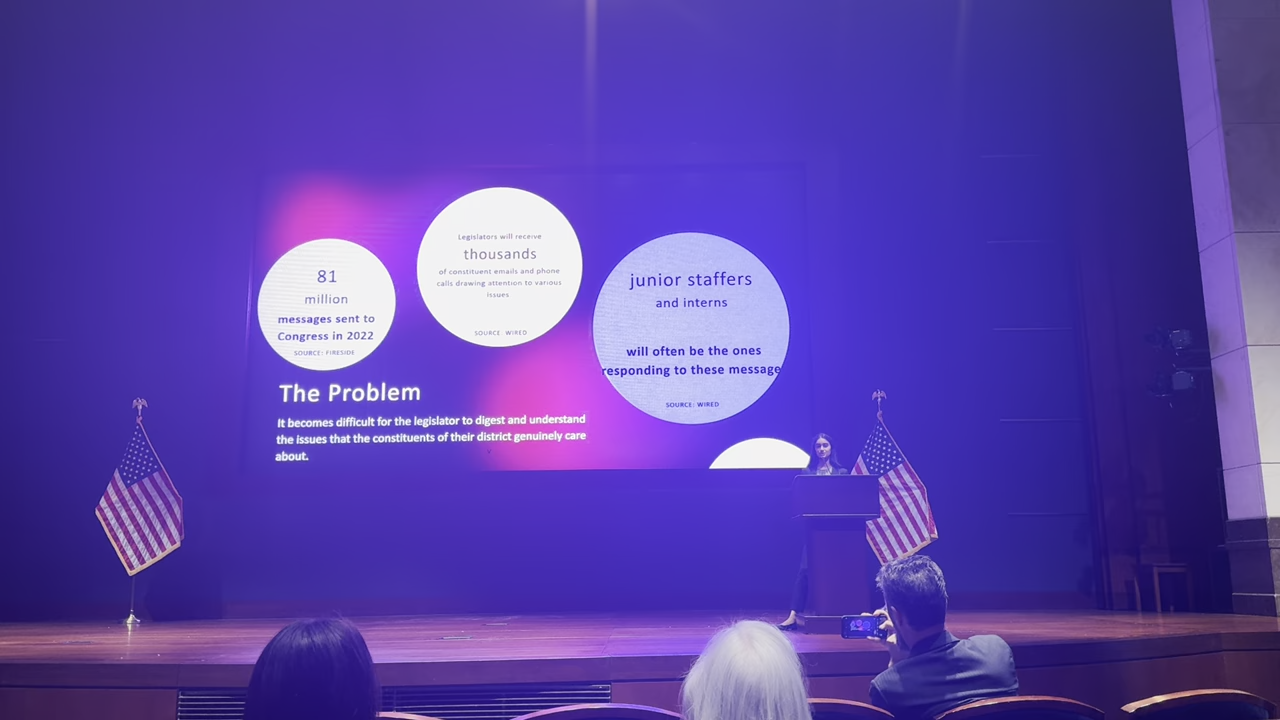 81
million
messages sent to
Congress in 2022
SOURCE: FIRESIDE
Legislators will receive
thousands
of constituent emails and phone
calls drawing attention to various
issues
SOURCE: WIRED
junior staffers
and interns
will often be the ones
responding to these message
SOURCE: WIRED
The Problem
It becomes difficult for the legislator to digest and understand
the issues that the constituents of their district genuinely care
about.